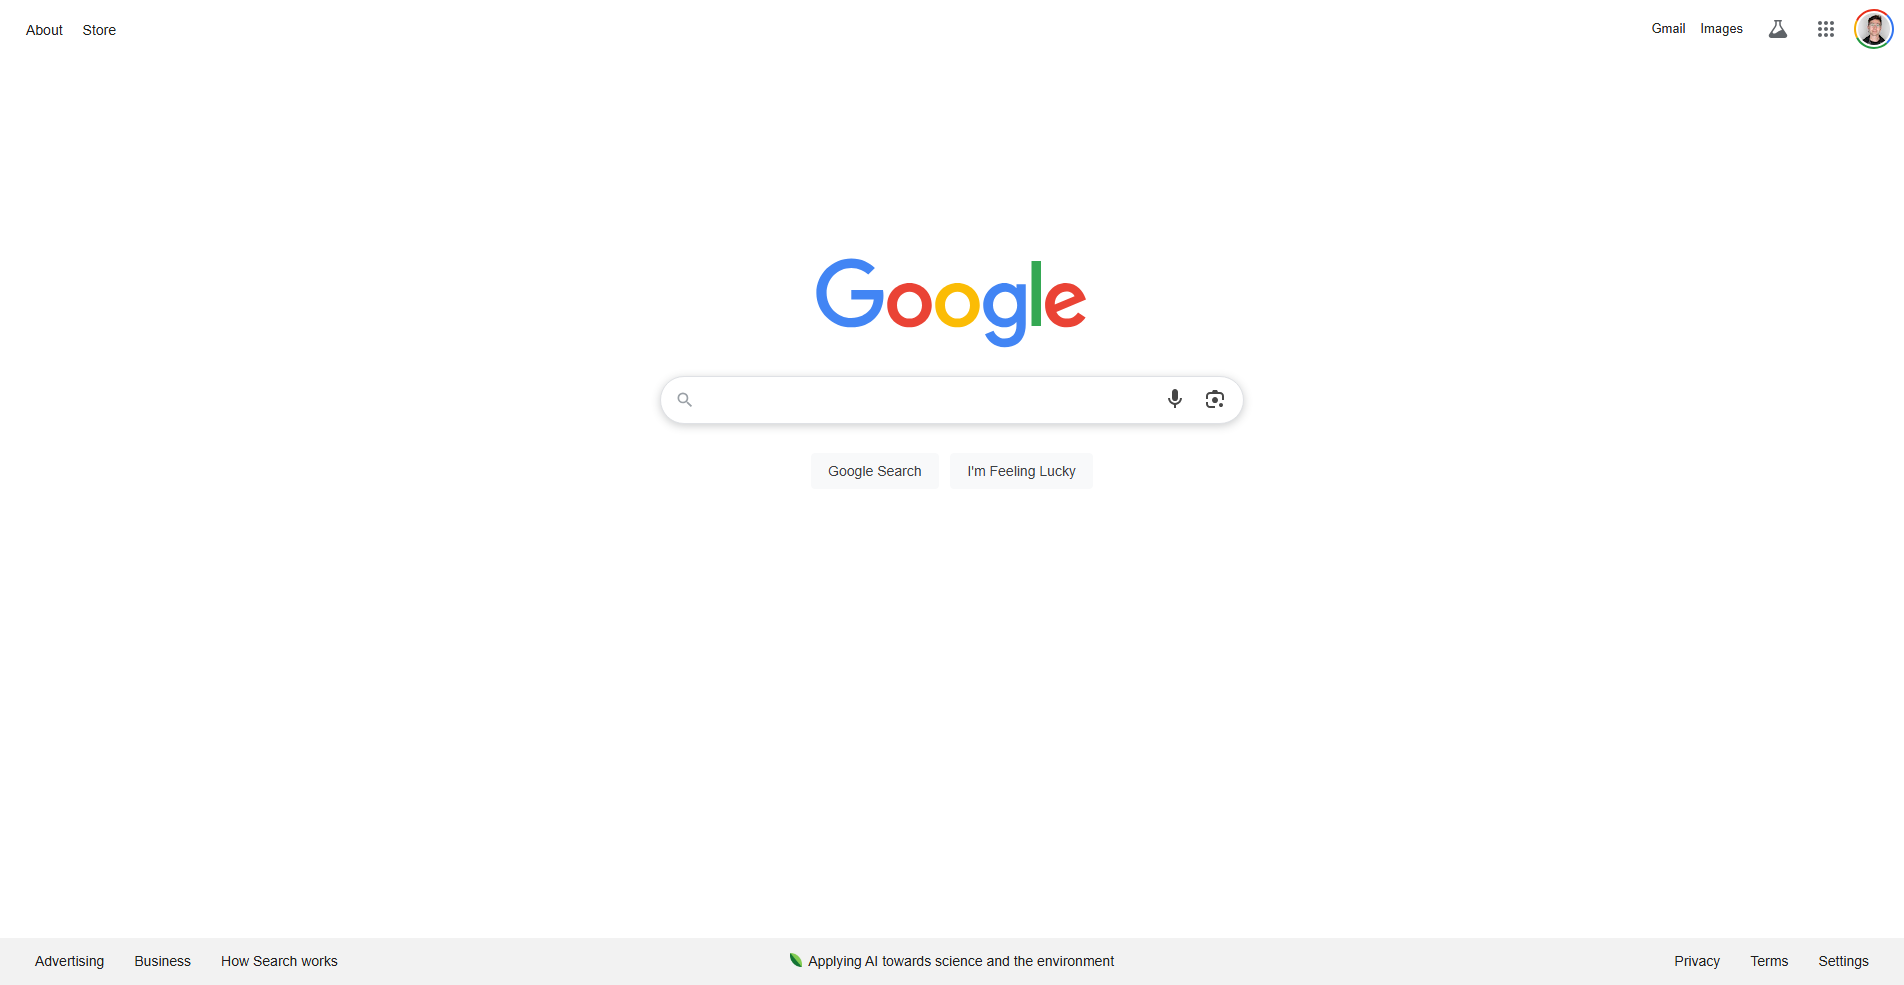 About Store
Gmail Images
Google
Google Search I'm Feeling Lucky
Advertising Business How Search works
Applying AI towards science and the environment
Privacy Terms Settings